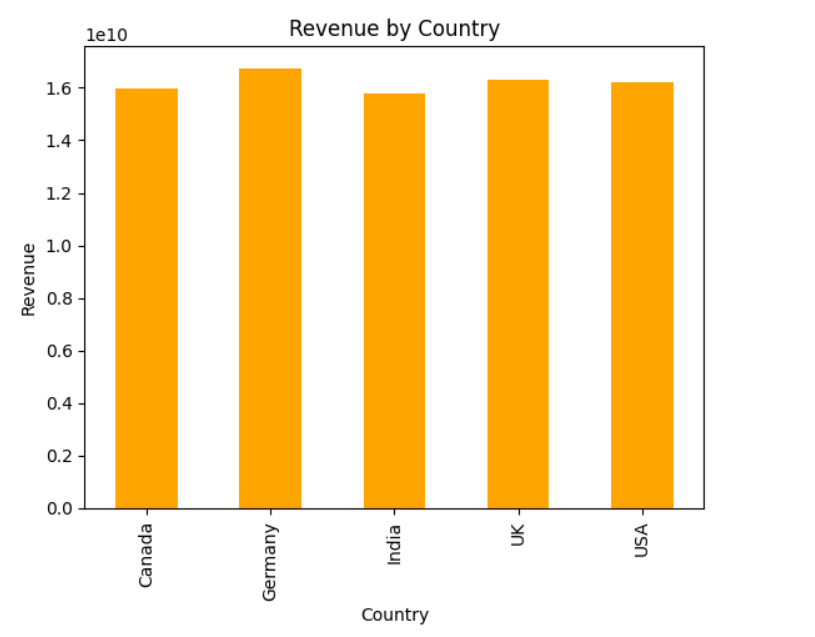 Revenue by Country
1e10
1.6
1.4
1.2
1.0
0.8
0.6
0.4
0.2
0.0
Revenue
Canada
Germany
India
UK
USA
Country